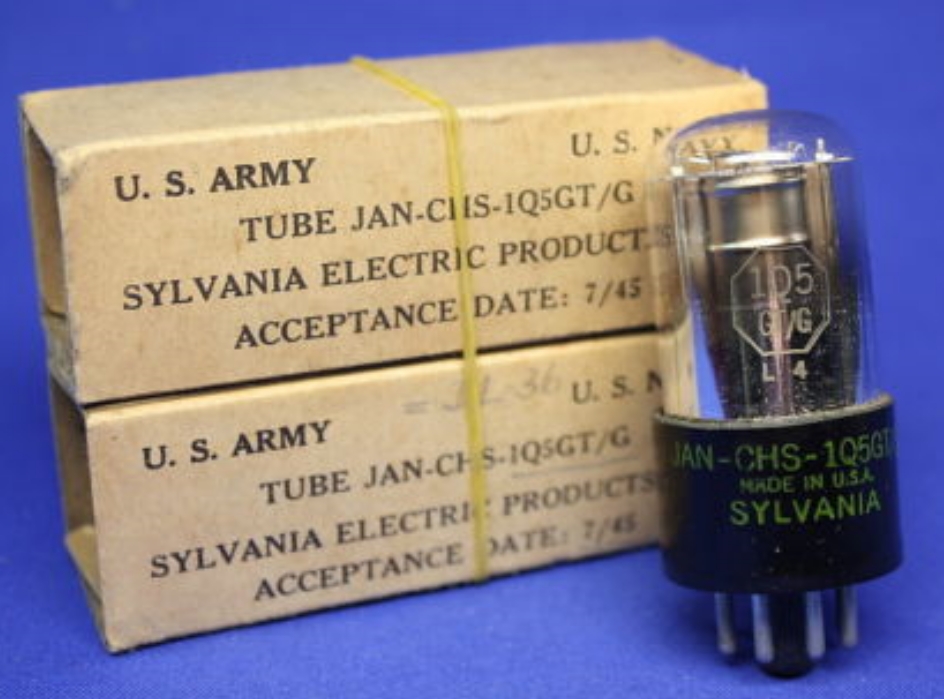 U. S. ARMY U. S. NAVY
TUBE JAN-CHS-1Q5GT/G
SYLVANIA ELECTRIC PRODUCTS
ACCEPTANCE DATE: 7/45
U. S. ARMY U. S. N
TUBE JAN-CHS-1Q5GT/G
SYLVANIA ELECTRIC PRODUCTS
ACCEPTANCE DATE: 7/45
1Q5
GT/G
JAN-CHS-1Q5GT
MADE IN U.S.A.
SYLVANIA